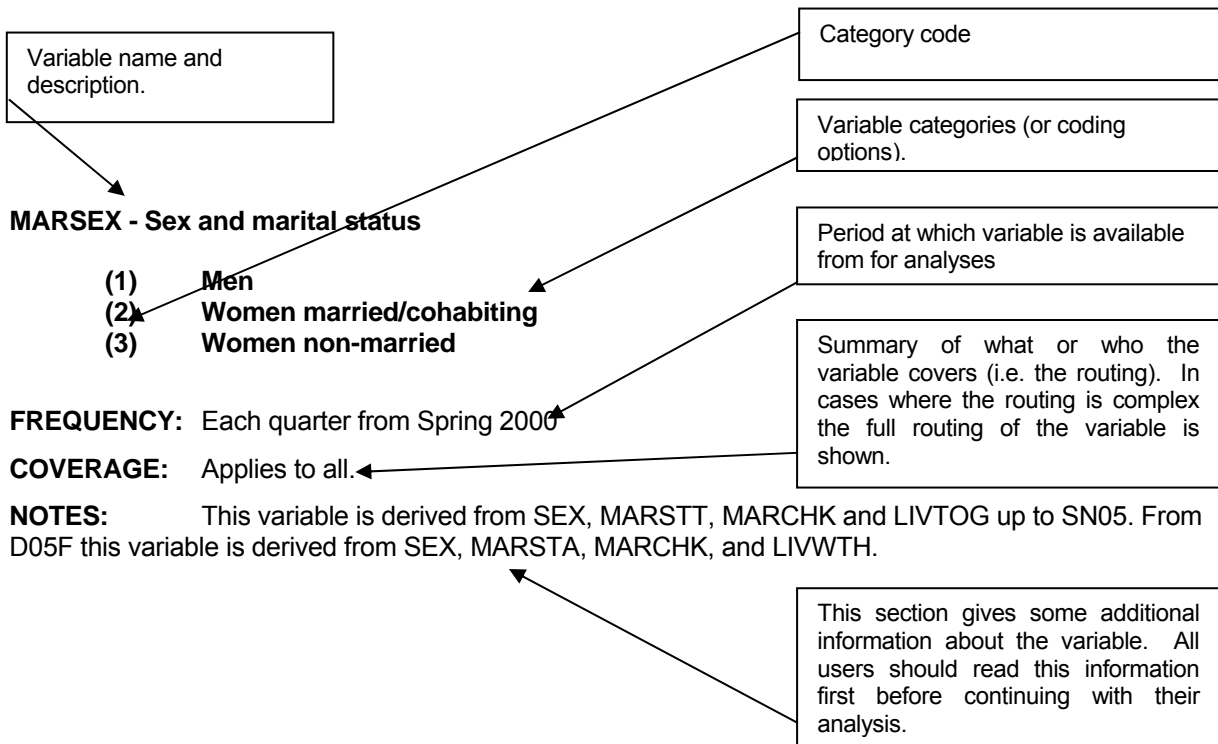 Variable name and
description.
Category code
Variable categories (or coding
options).
MARSEX - Sex and marital status
Period at which variable is available
from for analyses
(1) Men
(2) Women married/cohabiting
(3) Women non-married
Summary of what or who the
variable covers (i.e. the routing). In
cases where the routing is complex
the full routing of the variable is
shown.
FREQUENCY: Each quarter from Spring 2000
COVERAGE: Applies to all.
NOTES: This variable is derived from SEX, MARSTT, MARCHK and LIVTOG up to SN05. From
D05F this variable is derived from SEX, MARSTA, MARCHK, and LIVWTH.
This section gives some additional
information about the variable. All
users should read this information
first before continuing with their
analysis.